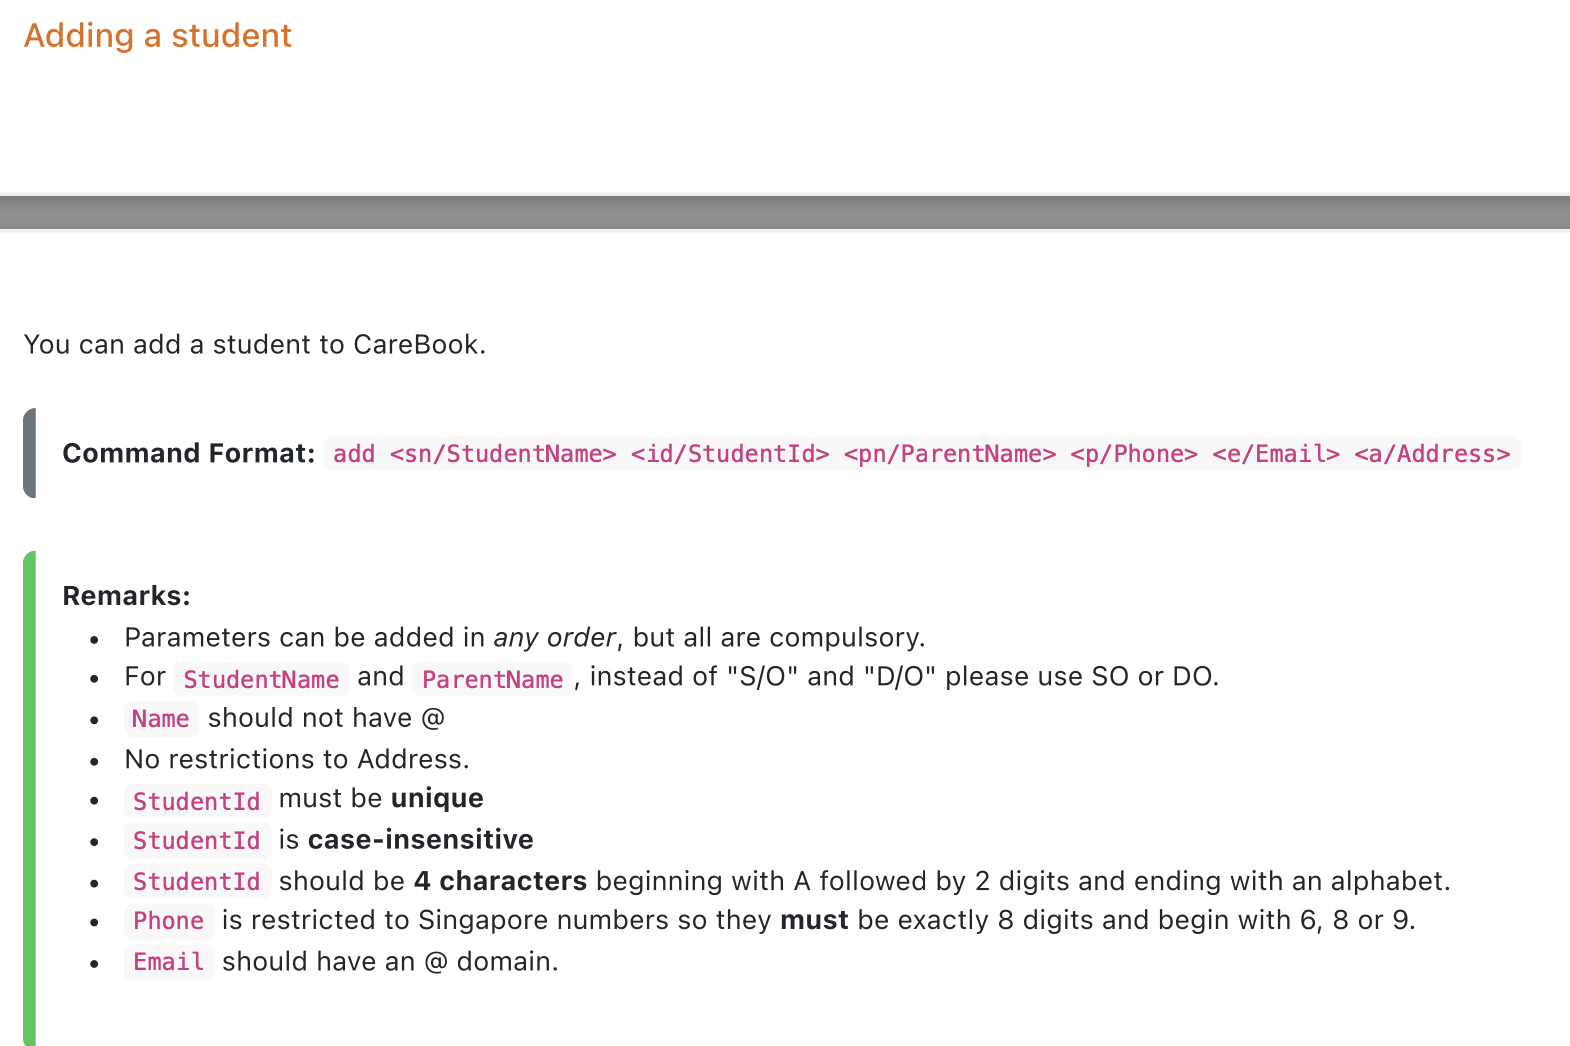 Adding a student
You can add a student to CareBook.
Command Format: add <sn/StudentName> <id/StudentId> <pn/ParentName> <p/Phone> <e/Email> <a/Address>
Remarks:
• Parameters can be added in any order, but all are compulsory.
• For StudentName and ParentName, instead of "S/O" and "D/O" please use SO or DO.
• Name should not have @
• No restrictions to Address.
• StudentId must be unique
• StudentId is case-insensitive
• StudentId should be 4 characters beginning with A followed by 2 digits and ending with an alphabet.
• Phone is restricted to Singapore numbers so they must be exactly 8 digits and begin with 6, 8 or 9.
• Email should have an @ domain.